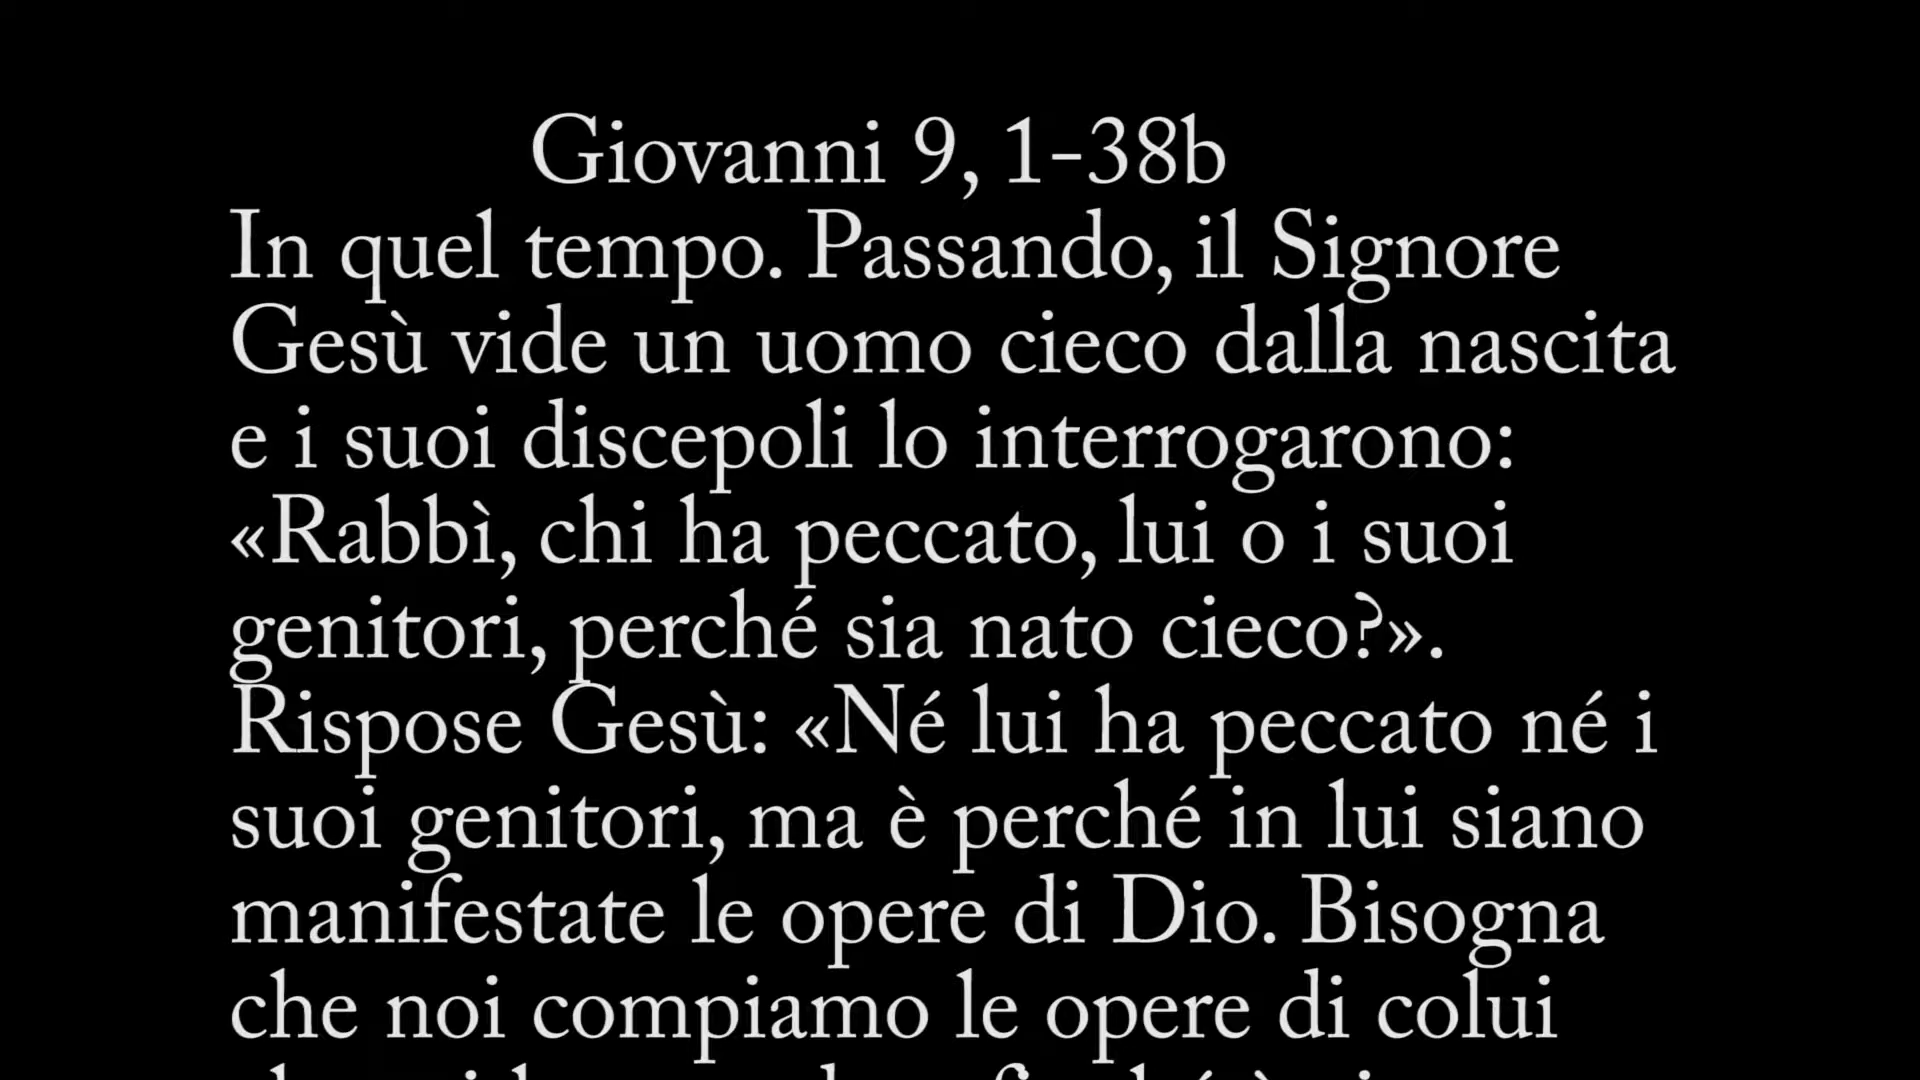 Giovanni 9, 1-38b
In quel tempo. Passando, il Signore
Gesù vide un uomo cieco dalla nascita
e i suoi discepoli lo interrogarono:
«Rabbì, chi ha peccato, lui o i suoi
genitori, perché sia nato cieco?».
Rispose Gesù: «Né lui ha peccato né i
suoi genitori, ma è perché in lui siano
manifestate le opere di Dio. Bisogna
che noi compiamo le opere di colui